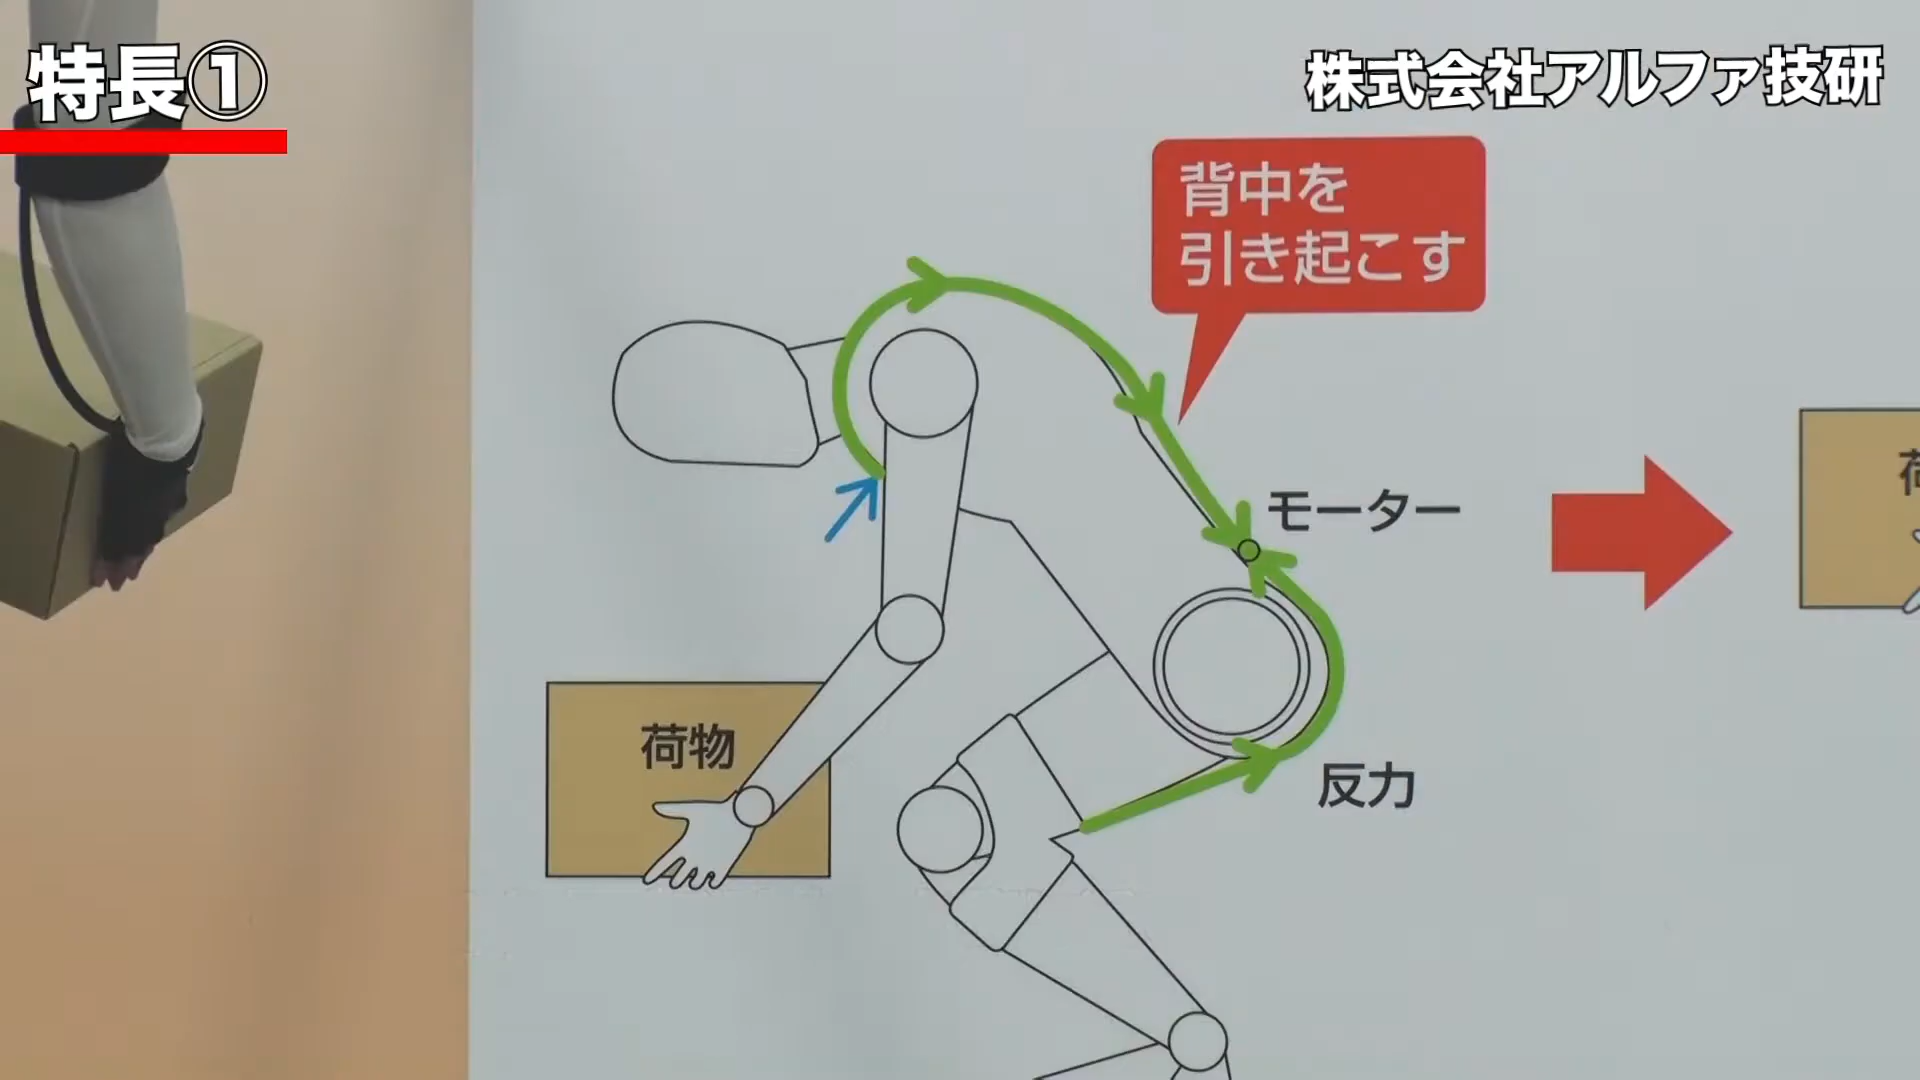 特長①
株式会社アルファ技研
背中を
引き起こす
モーター
荷物
反力